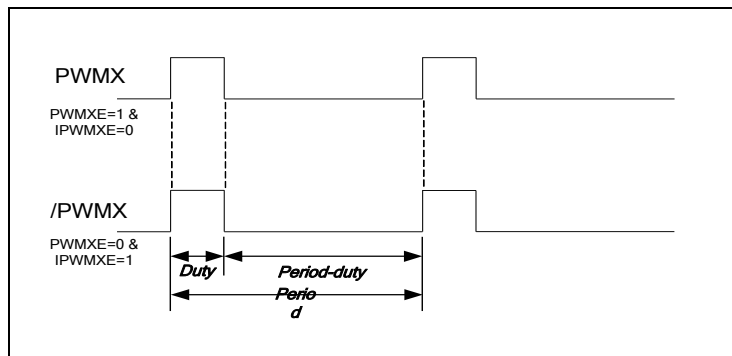 PWMX
PWMXE=1 &
IPWMXE=0
/PWMX
PWMXE=0 &
IPWMXE=1
Duty
Period-duty
Perio
d